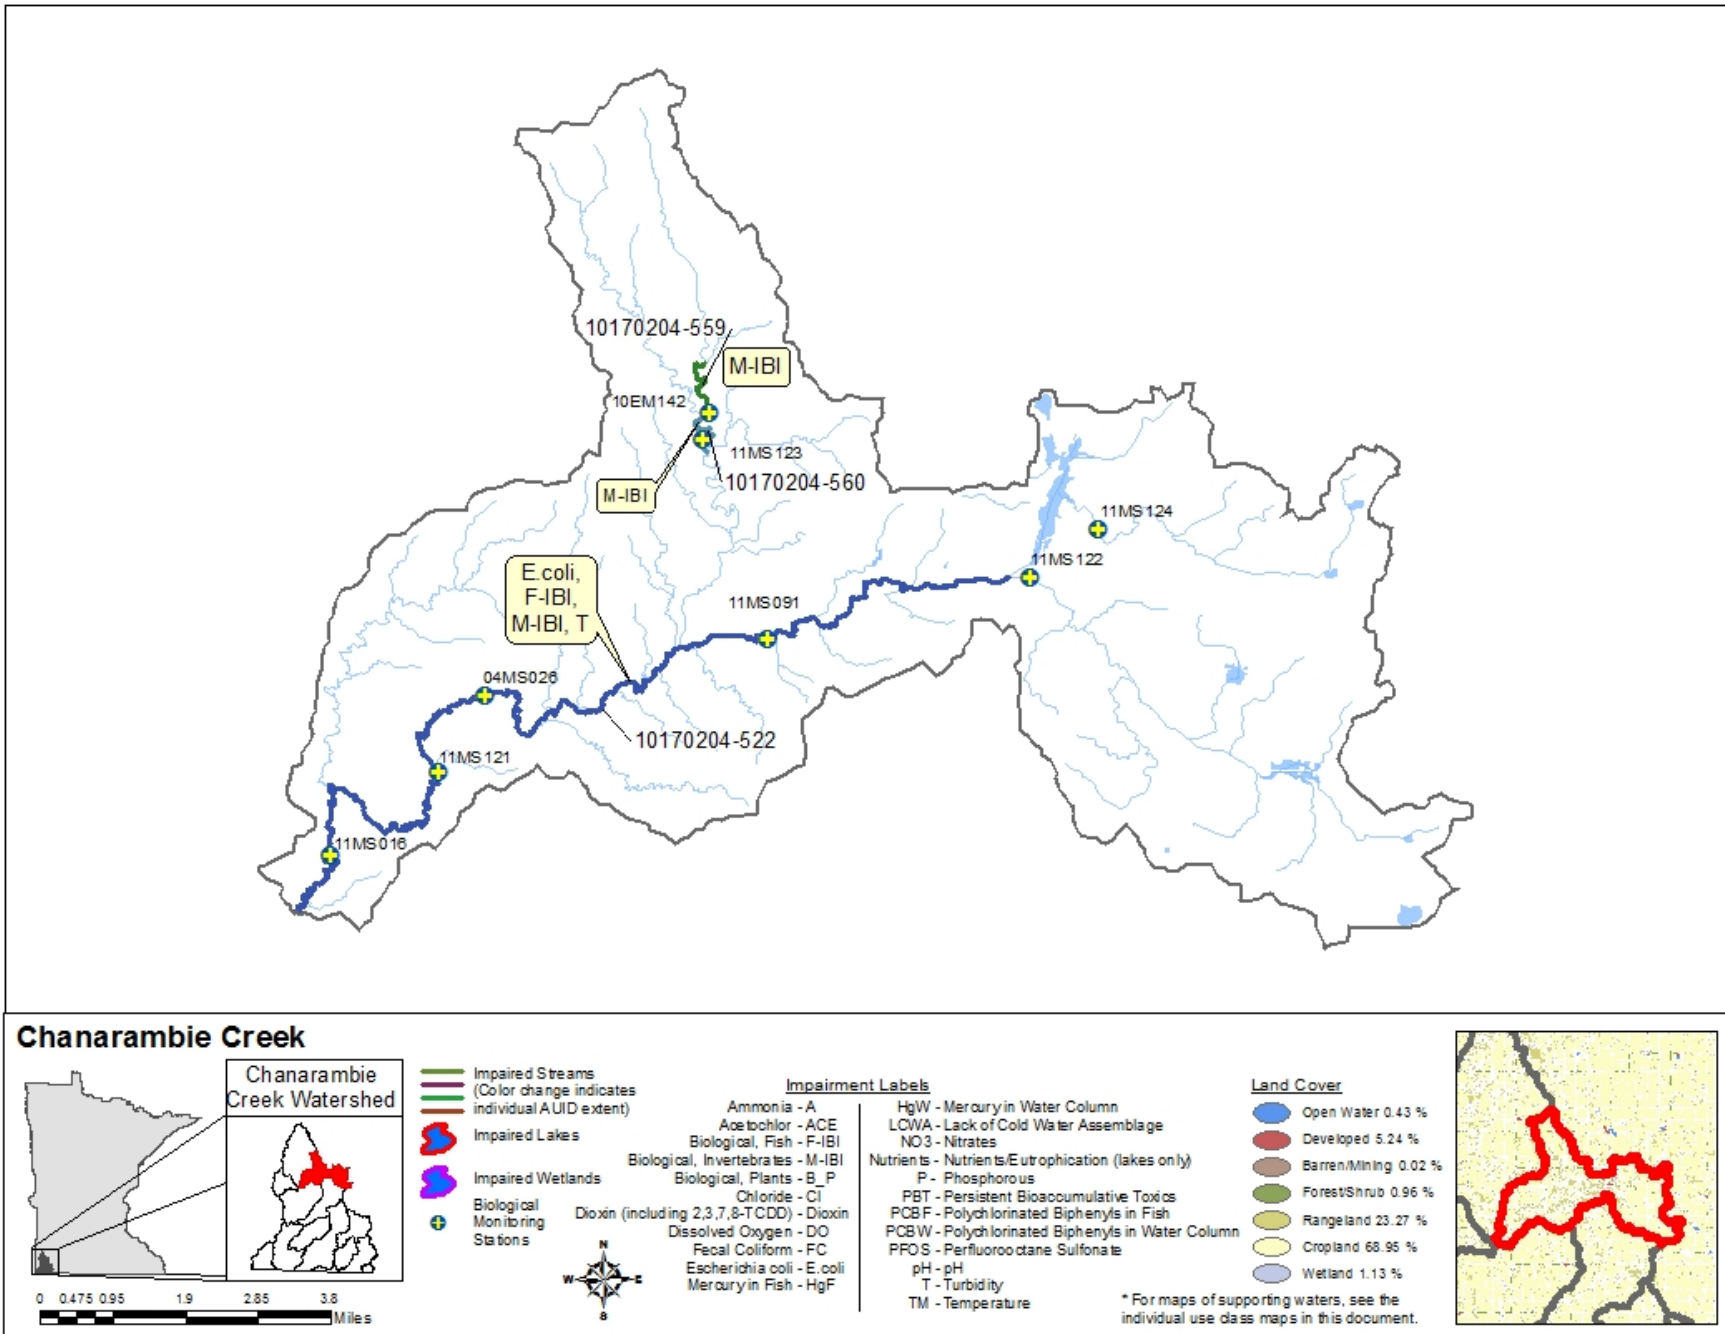 10170204-559
M-IBI
10EM142
11MS123
10170204-560
M-IBI
11MS124
11MS122
E.coli,
F-IBI,
M-IBI, T
11MS091
04MS026
10170204-522
11MS121
11MS016
Chanarambie Creek
Chanarambie
Creek Watershed
0 0.475 0.95 1.9 2.85 3.8
Miles
Impaired Streams
(Color change indicates
individual AUID extent)
Impaired Lakes
Impaired Wetlands
Biological
Monitoring
Stations
N
W E
S
Impairment Labels
Ammonia - A
Acetochlor - ACE
Biological, Fish - F-IBI
Biological, Invertebrates - M-IBI
Biological, Plants - B_P
Chloride - Cl
Dioxin (including 2,3,7,8-TCDD) - Dioxin
Dissolved Oxygen - DO
Fecal Coliform - FC
Escherichia coli - E.coli
Mercury in Fish - HgF
HgW - Mercury in Water Column
LCWA - Lack of Cold Water Assemblage
NO3 - Nitrates
Nutrients - Nutrients/Eutrophication (lakes only)
P - Phosphorous
PBT - Persistent Bioaccumulative Toxics
PCBF - Polychlorinated Biphenyls in Fish
PCBW - Polychlorinated Biphenyls in Water Column
PFOS - Perfluorooctane Sulfonate
pH - pH
T - Turbidity
TM - Temperature
Land Cover
Open Water 0.43 %
Developed 5.24 %
Barren/Mining 0.02 %
Forest/Shrub 0.96 %
Rangeland 23.27 %
Cropland 68.95 %
Wetland 1.13 %
* For maps of supporting waters, see the
individual use class maps in this document.